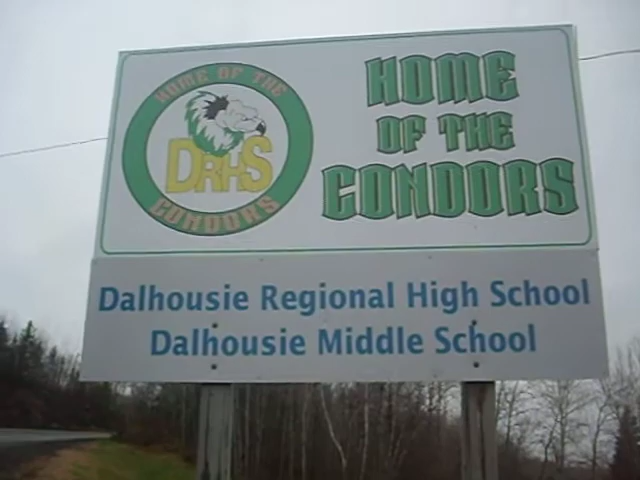 HOME OF THE
DRHS
CONDORS
HOME
OF THE
CONDORS
Dalhousie Regional High School
Dalhousie Middle School